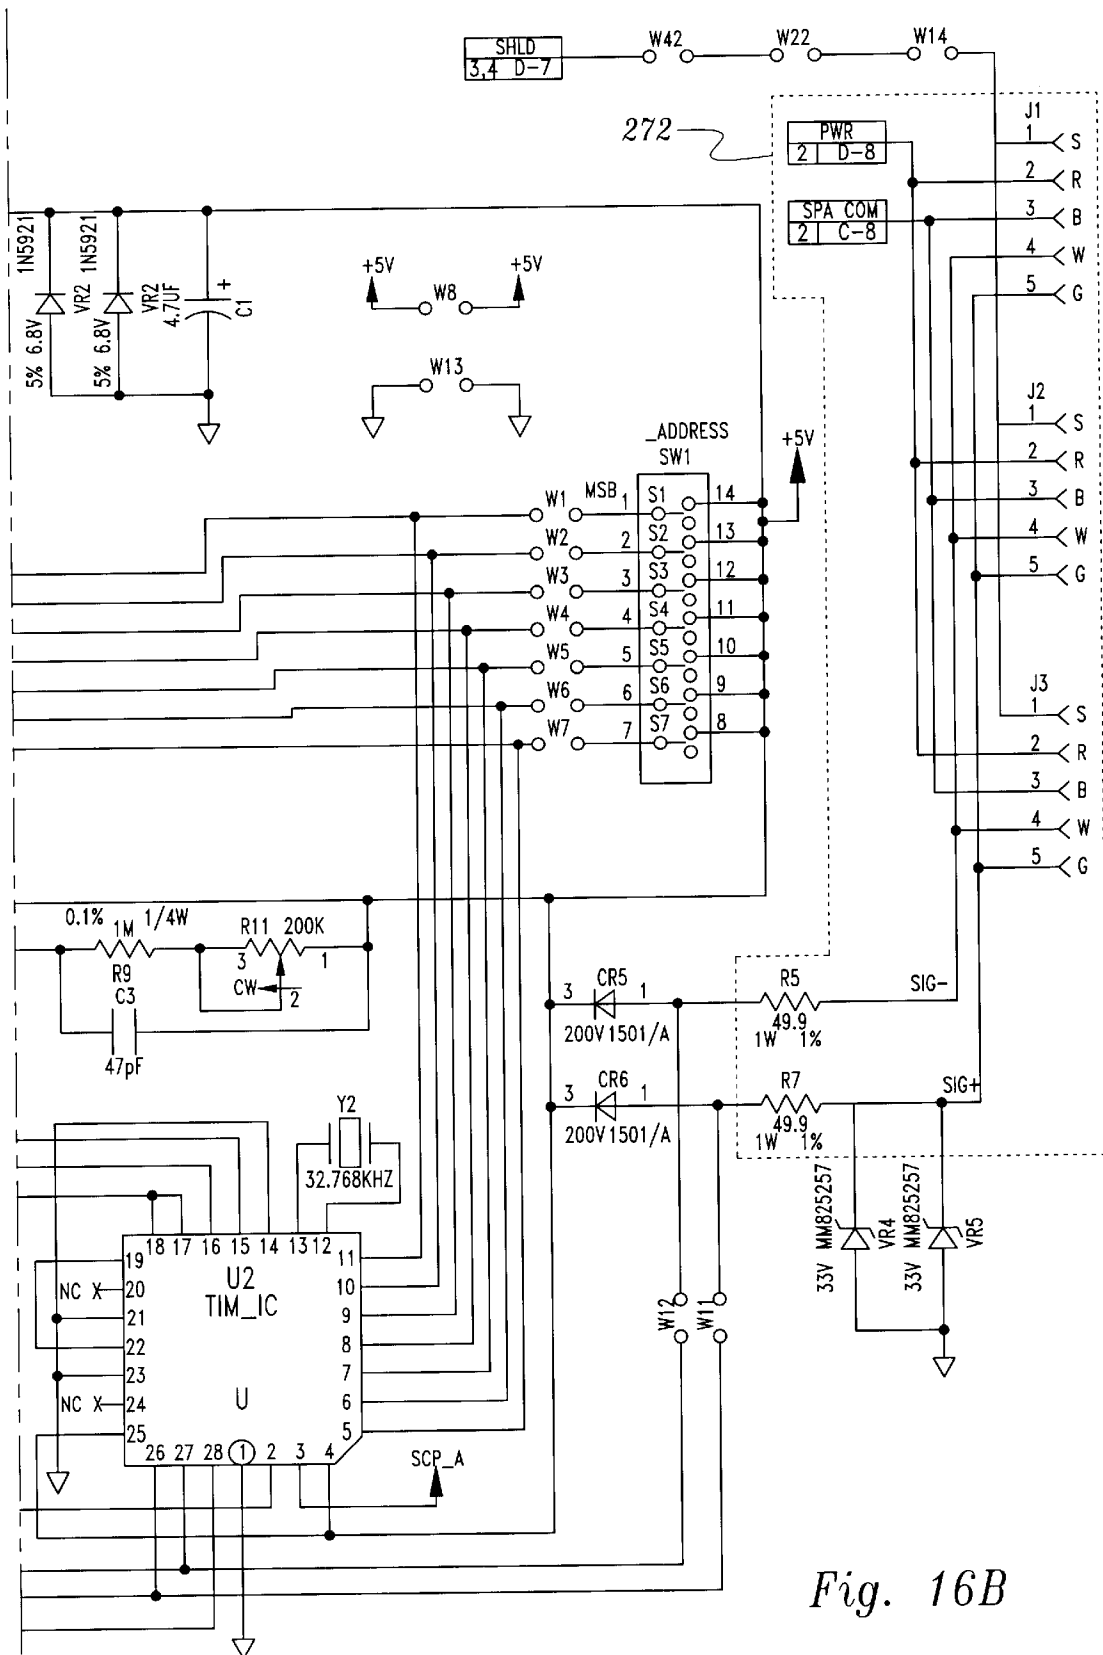 SHLD
3,4 D-7
W42
W22
W14
272
PWR
2 D-8
SPA COM
2 C-8
J1
1 S
2 R
3 B
4 W
5 G
1N5921
5% 6.8V
VR2
1N5921
5% 6.8V
VR2
4.7UF
+
C1
+5V
W8
+5V
W13
J2
1 S
2 R
3 B
4 W
5 G
_ADDRESS
SW1
+5V
MSB
W1 1 S1 14
W2 2 S2 13
W3 3 S3 12
W4 4 S4 11
W5 5 S5 10
W6 6 S6 9
W7 7 S7 8
J3
1 S
2 R
3 B
4 W
5 G
0.1% 1M 1/4W
R9
R11 200K
3 1
CW 2
C3
47pF
3 CR5 1
200V 1501/A
R5
49.9
1W 1%
SIG-
3 CR6 1
200V 1501/A
R7
49.9
1W 1%
SIG+
Y2
32.768KHZ
33V MM825257
VR4
33V MM825257
VR5
18 17 16 15 14 13 12
19
NC X 20
21
22
23
NC X 24
25
U2
TIM_IC
U
11
10
9
8
7
6
5
26 27 28 1 2 3 4
SCP_A
W12
W11
Fig. 16B